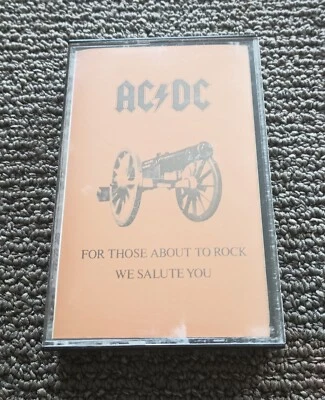 AC⚡DC
FOR THOSE ABOUT TO ROCK
WE SALUTE YOU